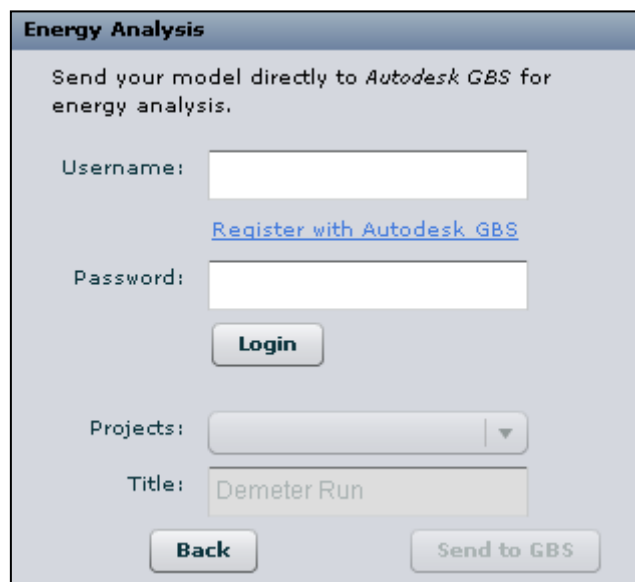 Energy Analysis
Send your model directly to Autodesk GBS for
energy analysis.
Username:
Register with Autodesk GBS
Password:
Login
Projects:
Title: Demeter Run
Back Send to GBS